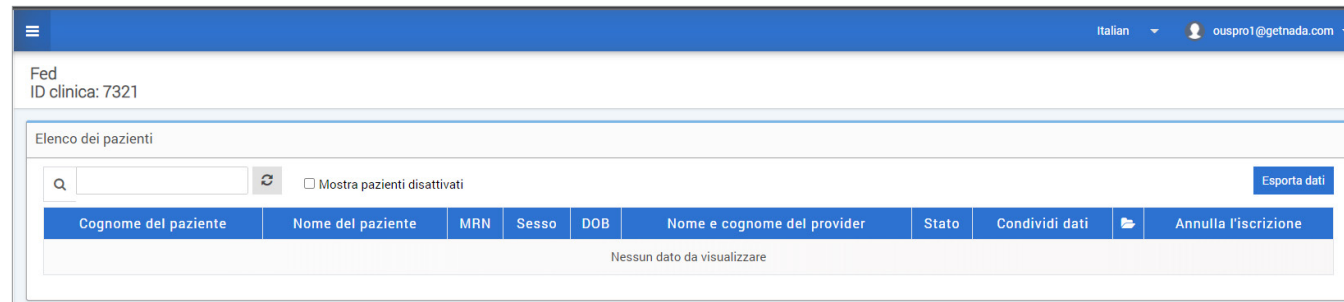 Italian ouspro1@getnada.com
Fed
ID clinica: 7321
Elenco dei pazienti
Mostra pazienti disattivati Esporta dati
Cognome del paziente Nome del paziente MRN Sesso DOB Nome e cognome del provider Stato Condividi dati Annulla l'iscrizione
Nessun dato da visualizzare